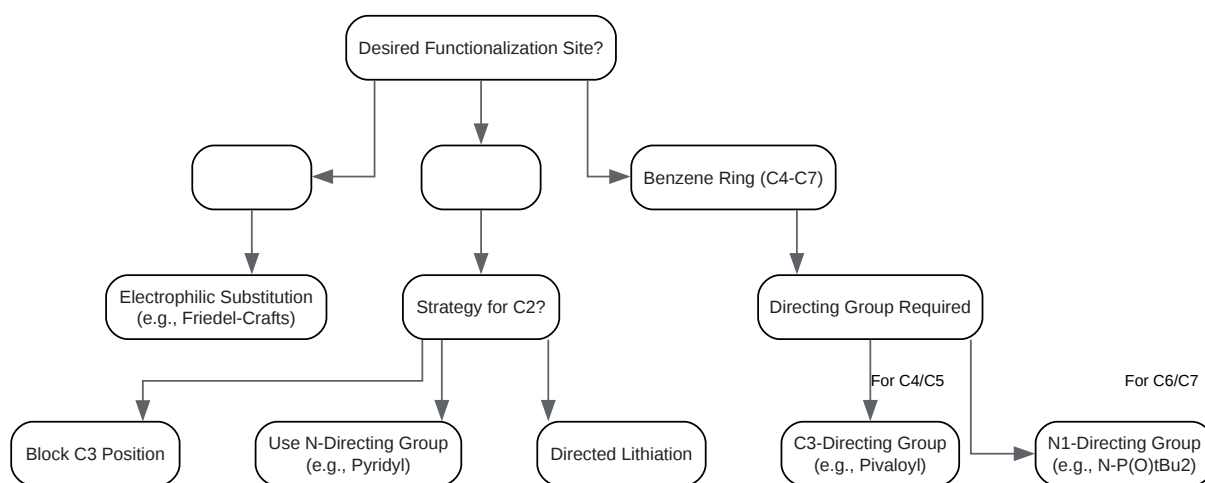 Desired Functionalization Site?
Benzene Ring (C4-C7)
Electrophilic Substitution
(e.g., Friedel-Crafts)
Strategy for C2?
Directing Group Required
For C4/C5
For C6/C7
Block C3 Position
Use N-Directing Group
(e.g., Pyridyl)
Directed Lithiation
C3-Directing Group
(e.g., Pivaloyl)
N1-Directing Group
(e.g., N-P(O)tBu2)